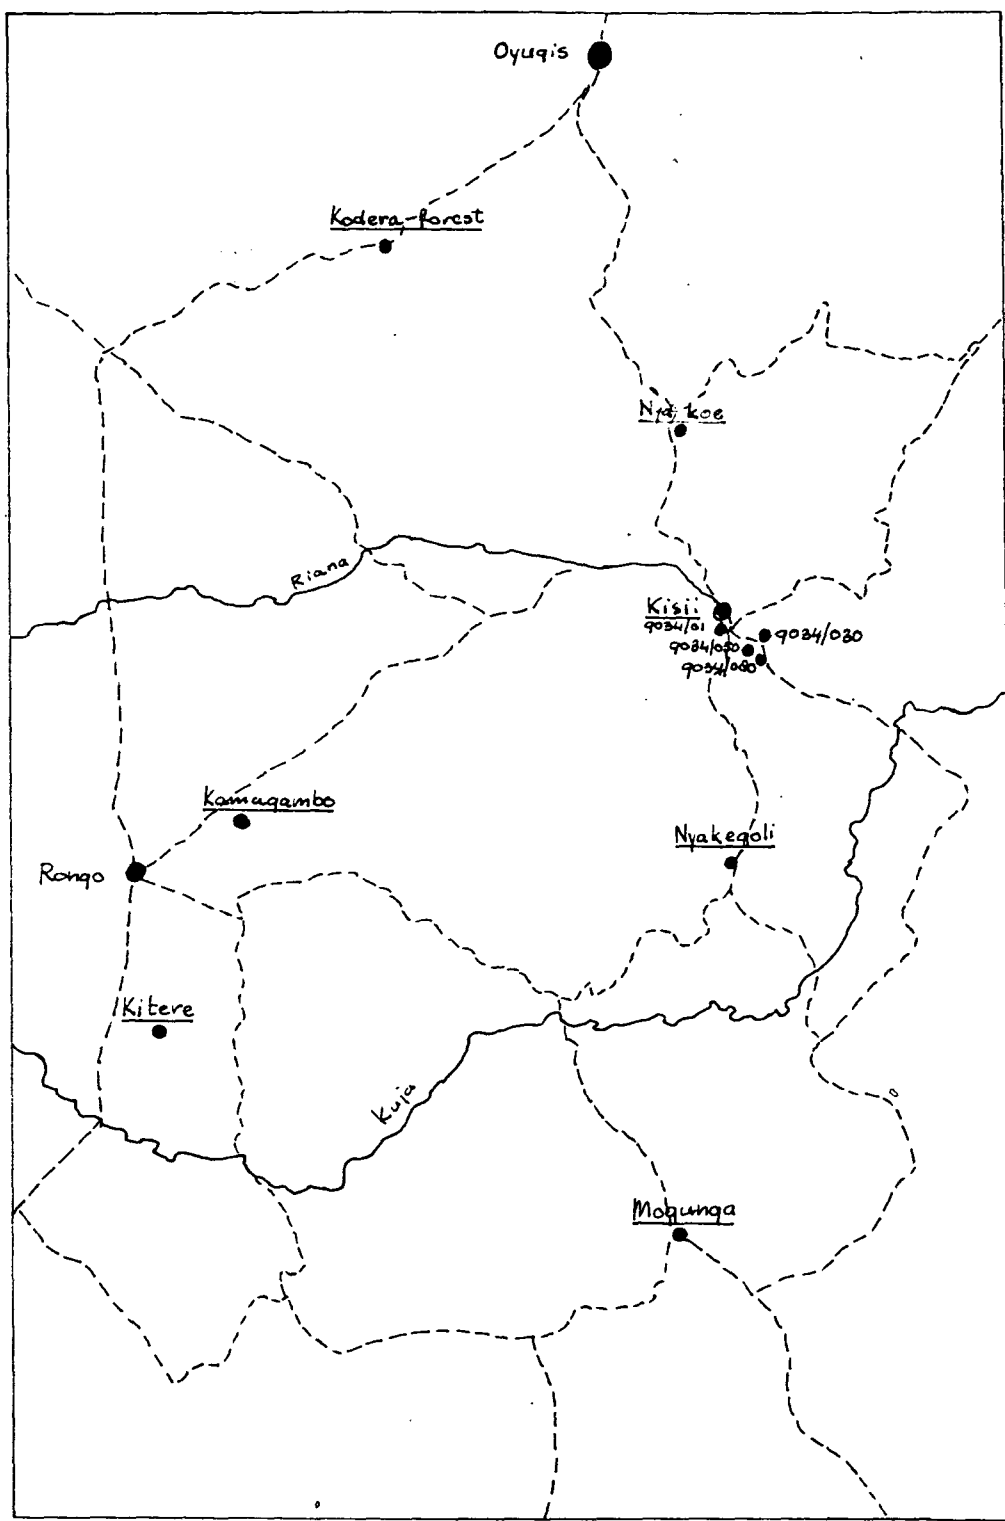 Oyugis
Kodera-forest
Riana
Kisii
9034/01
9034/030
9034/050
9034/080
Kamagambo
Nyakegoli
Rongo
Kitere
Kuja
Mogunga